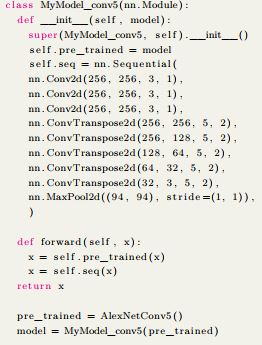 class MyModel_conv5(nn.Module):
def __init__(self, model):
super(MyModel_conv5, self).__init__()
self.pre_trained = model
self.seq = nn.Sequential(
nn.Conv2d(256, 256, 3, 1),
nn.Conv2d(256, 256, 3, 1),
nn.Conv2d(256, 256, 3, 1),
nn.ConvTranspose2d(256, 256, 5, 2),
nn.ConvTranspose2d(256, 128, 5, 2),
nn.ConvTranspose2d(128, 64, 5, 2),
nn.ConvTranspose2d(64, 32, 5, 2),
nn.ConvTranspose2d(32, 3, 5, 2),
nn.MaxPool2d((94, 94), stride=(1, 1)),
)
def forward(self, x):
x = self.pre_trained(x)
x = self.seq(x)
return x
pre_trained = AlexNetConv5()
model = MyModel_conv5(pre_trained)